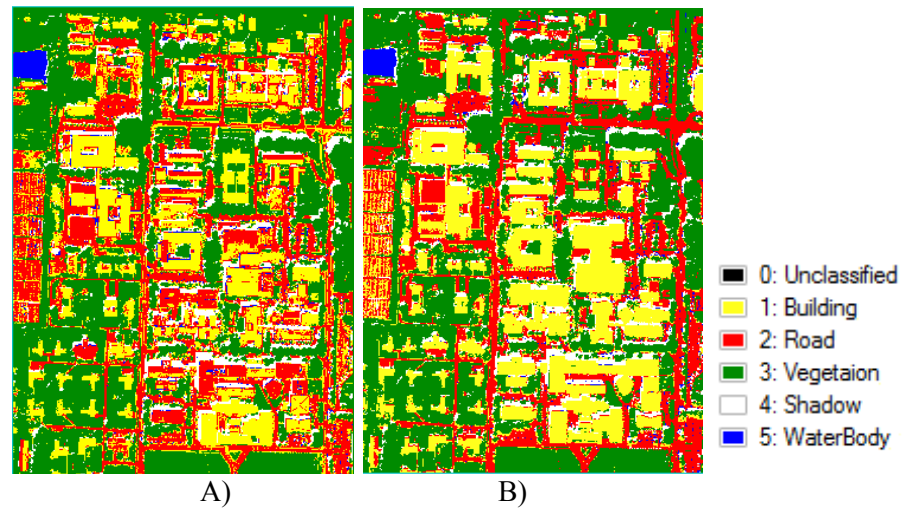 0: Unclassified
1: Building
2: Road
3: Vegetaion
4: Shadow
5: WaterBody
A)
B)